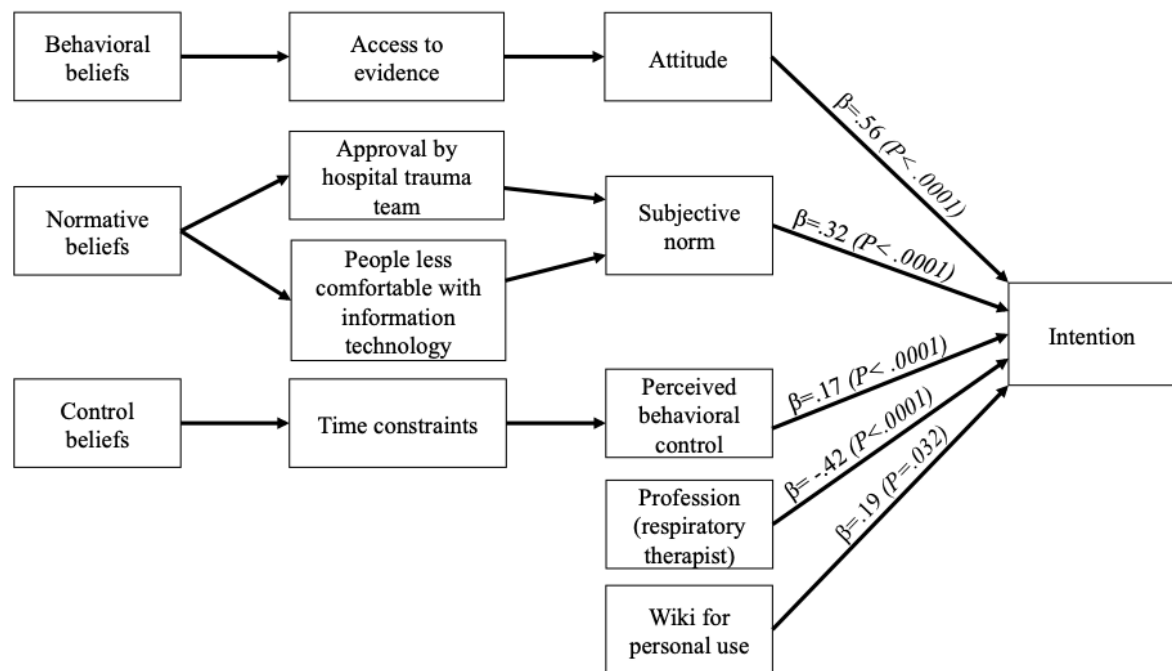 Behavioral
beliefs
Access to
evidence
Attitude
β=.56 (P< .0001)
Approval by
hospital trauma
team
Normative
beliefs
People less
comfortable with
information
technology
Subjective
norm
β=.32 (P< .0001)
Intention
Control
beliefs
Time constraints
Perceived
behavioral
control
β=.17 (P< .0001)
Profession
(respiratory
therapist)
β= -.42 (P<.0001)
Wiki for
personal use
β=.19 (P=.032)